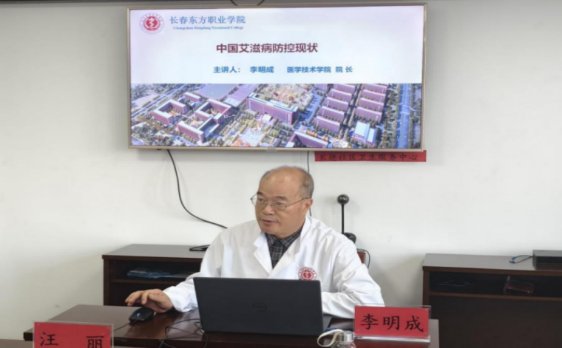 长春东方职业学院
Changchun Dongfang Vocational College
中国艾滋病防控现状
主讲人： 李明成 医学技术学院 院 长
汪 丽
李明成